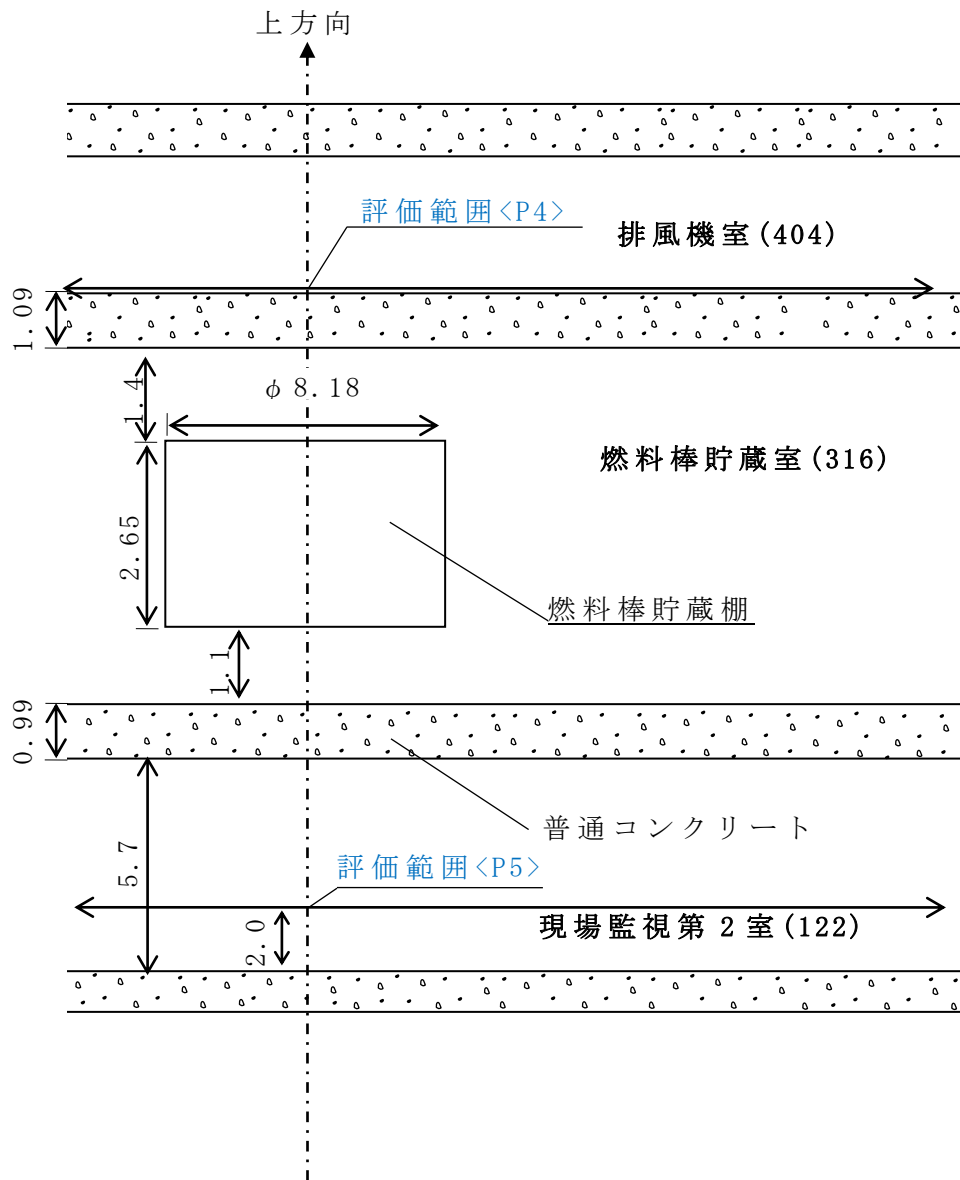 上方向
評価範囲<P4>
排風機室(404)
1.09
1.4
φ 8.18
燃料棒貯蔵室(316)
2.65
燃料棒貯蔵棚
1.1
0.99
普通コンクリート
5.7
評価範囲<P5>
2.0
現場監視第 2 室(122)